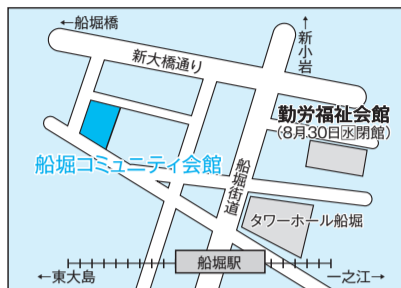 ←船堀橋
←新小岩
新大橋通り
勤労福祉会館
(8月30日㈬閉館)
船堀コミュニティ会館
船堀街道
タワーホール船堀
船堀駅
←東大島
一之江→